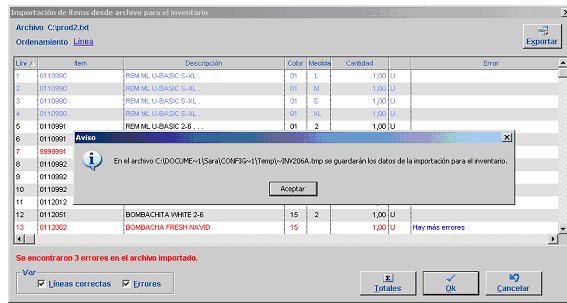 Importación de ítems desde archivo para el inventario
Archivo C:\prod2.txt
Ordenamiento Línea
Exportar
Líne Item Descripción Color Medida Cantidad Error
1 0110990 REM ML U-BASIC S-XL . 01 L 1,00 U
2 0110990 REM ML U-BASIC S-XL . 01 M 1,00 U
3 0110990 REM ML U-BASIC S-XL . 01 S 1,00 U
4 0110990 REM ML U-BASIC S-XL . 01 XL 1,00 U
5 0110991 REM ML U-BASIC 2-6 . . . 01 2 1,00 U
6 0110991
7 9999991
8 0110992
9 0110992
10 0110992
11 0112012
Aviso
En el archivo C:\DOCUME~1\Sara\CONFIG~1\Temp\~INV206A.tmp se guardarán los datos de la importación para el inventario.
Aceptar
12 0112051 BOMBACHITA WHITE 2-6 15 2 1,00 U
13 0112082 BOMBACHA FRESH NAVID 15 1,00 U Hay más errores
Se encontraron 3 errores en el archivo importado.
Ver
Líneas correctas Errores
Totales Ok Cancelar